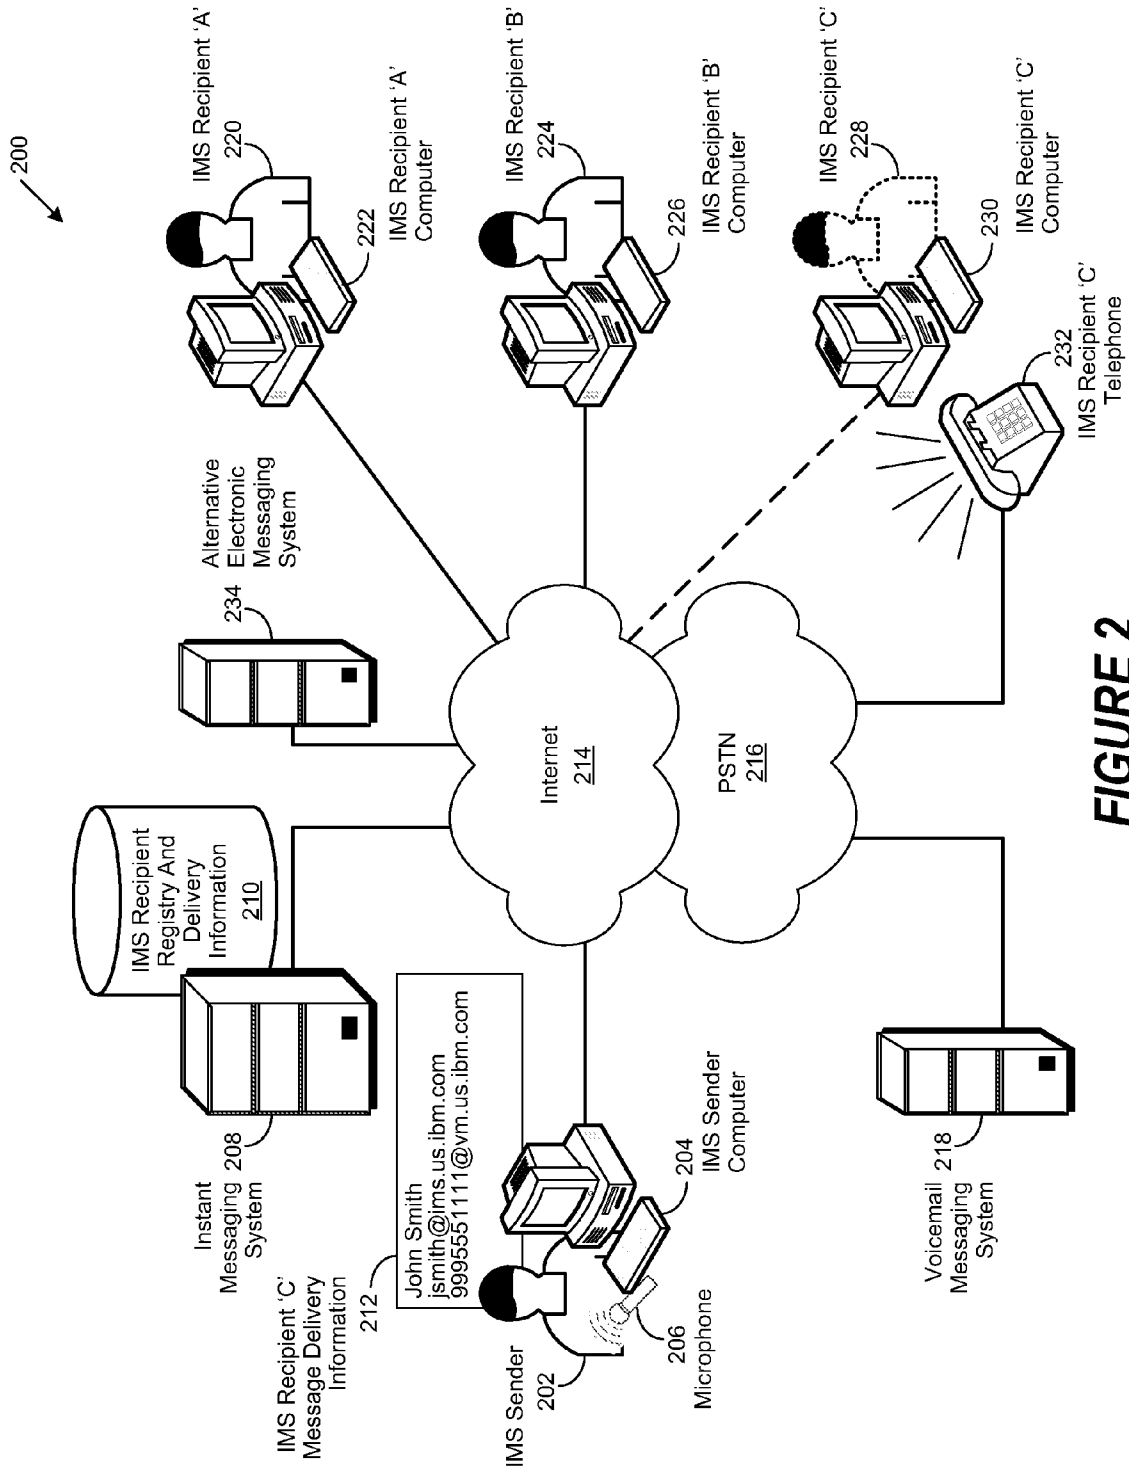 200
Instant
Messaging 208
System
IMS Recipient
Registry And
Delivery
Information
210
234
Alternative
Electronic
Messaging
System
IMS Recipient 'A'
220
222
IMS Recipient 'A'
Computer
IMS Recipient 'C'
Message Delivery
Information
212
John Smith
jsmith@ims.us.ibm.com
9995551111@vm.us.ibm.com
IMS Sender
202
206
Microphone
204
IMS Sender
Computer
Internet
214
PSTN
216
IMS Recipient 'B'
224
226
IMS Recipient 'B'
Computer
Voicemail
Messaging
System
218
IMS Recipient 'C'
228
230
IMS Recipient 'C'
Computer
232
IMS Recipient 'C'
Telephone
FIGURE 2